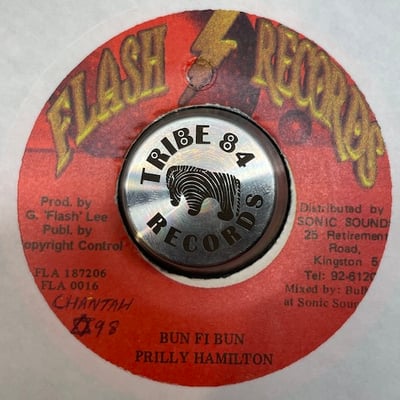 FLASH RECORDS
TRIBE 84
RECORDS
Prod. by
G. 'Flash' Lee
Publ. by
opyright Control
FLA 187206
FLA 0016
CHANTAH
✡98
Distributed by
SONIC SOUND
25 Retirement
Road,
Kingston 5
Tel: 92-6120
Mixed by:
at Sonic Soun
BUN FI BUN
PRILLY HAMILTON